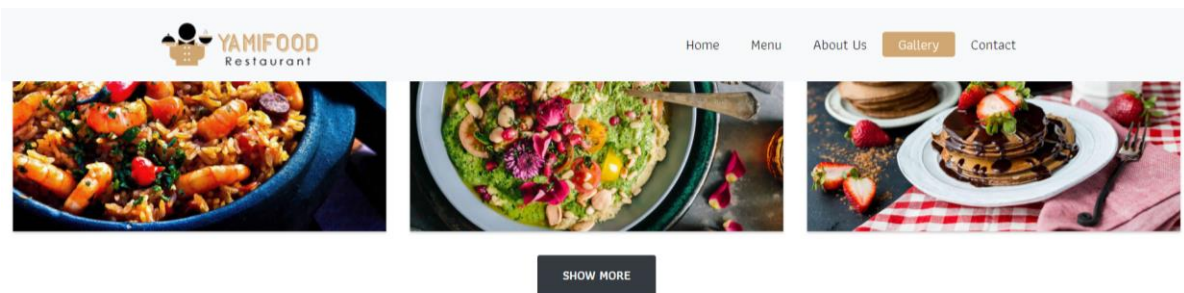 YAMIFOOD
Restaurant
Home Menu About Us Gallery Contact
SHOW MORE